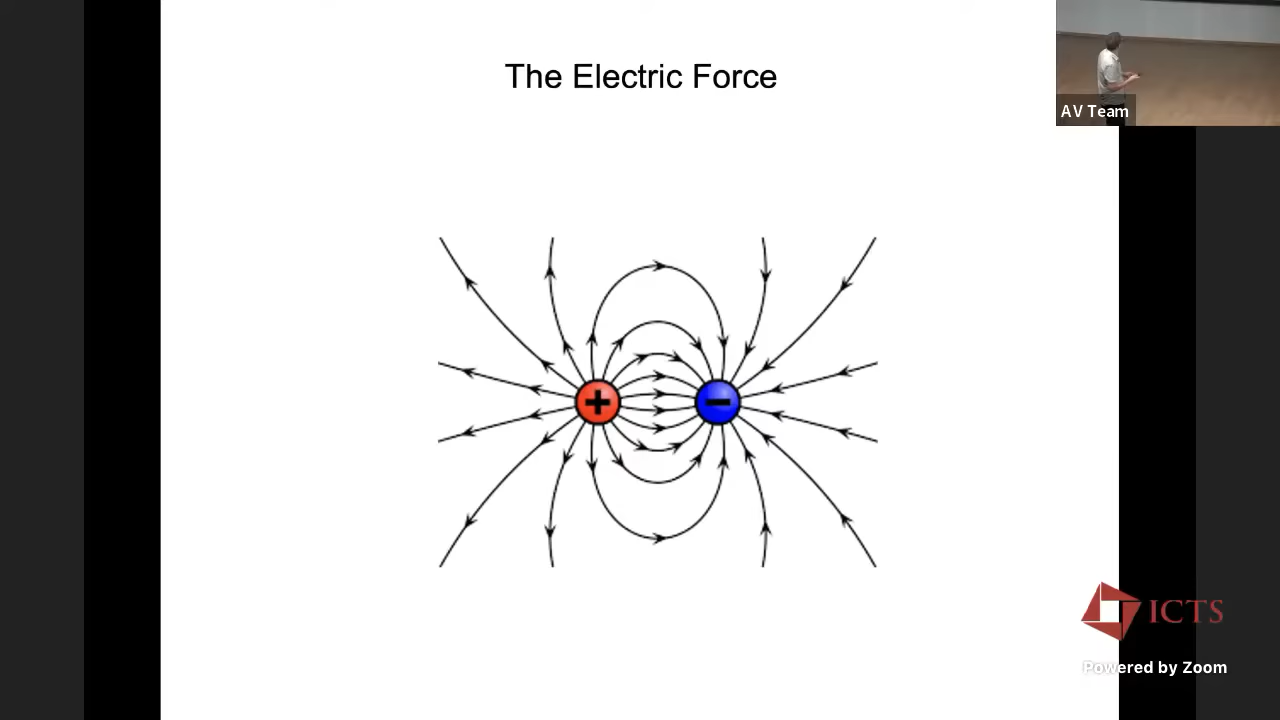 The Electric Force
AV Team
+
−
ICTS
Powered by Zoom